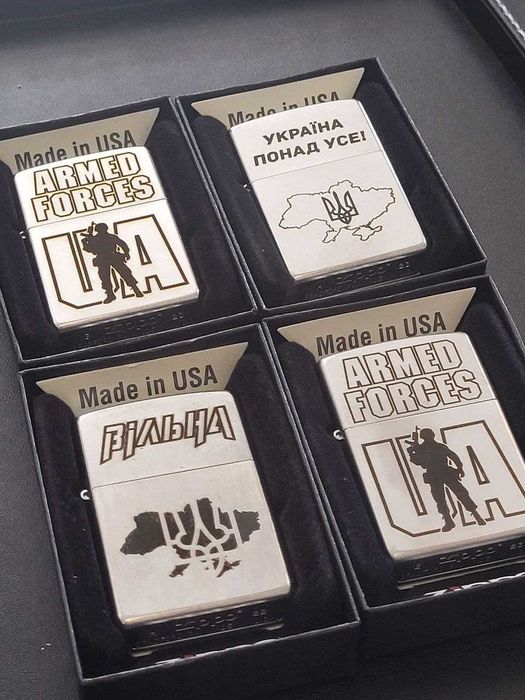 Made in USA
ARMED
FORCES
UA
Made in USA
УКРАЇНА
ПОНАД УСЕ!
Made in USA
ВІЛЬНА
Made in USA
ARMED
FORCES
UA